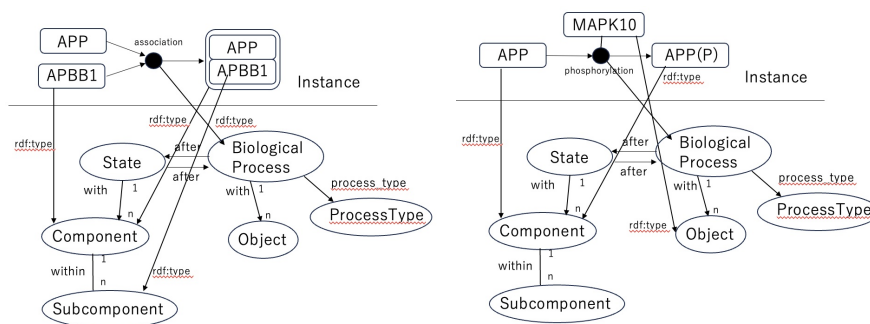 APP
association
APP
APBB1
APBB1
Instance
rdf:type
rdf:type
rdf:type
State
after
after
Biological
Process
with
1
with
1
process_type
n
n
ProcessType
Component
Object
1
within
n
rdf:type
Subcomponent
MAPK10
APP
APP(P)
phosphorylation
rdf:type
Instance
rdf:type
State
after
after
Biological
Process
with
1
with
1
process_type
n
n
ProcessType
Component
rdf:type
Object
1
within
n
Subcomponent